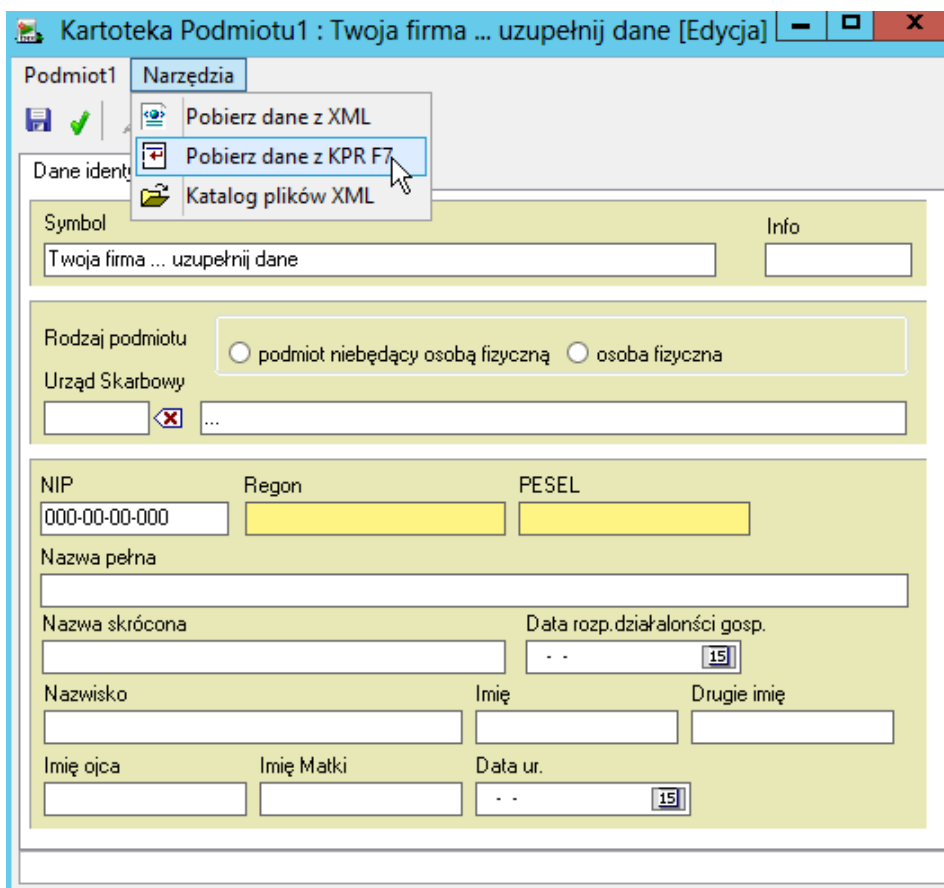 Kartoteka Podmiotu1 : Twoja firma ... uzupełnij dane [Edycja]
Podmiot1 Narzędzia
Pobierz dane z XML
Pobierz dane z KPR F7
Katalog plików XML
Dane identy
Symbol Info
Twoja firma ... uzupełnij dane
Rodzaj podmiotu
podmiot niebędący osobą fizyczną osoba fizyczna
Urząd Skarbowy
...
NIP Regon PESEL
000-00-00-000
Nazwa pełna
Nazwa skrócona Data rozp.działalonści gosp.
- - 15
Nazwisko Imię Drugie imię
Imię ojca Imię Matki Data ur.
- - 15